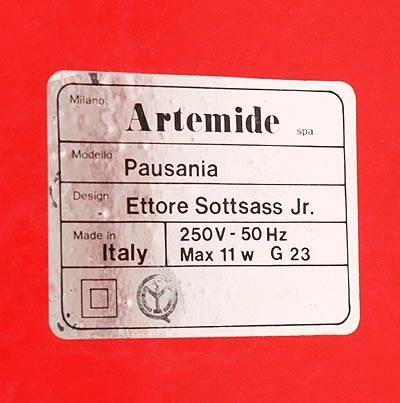 Milano Artemide spa
Modello Pausania
Design Ettore Sottsass Jr.
Made in Italy 250V - 50 Hz
Max 11 w G 23